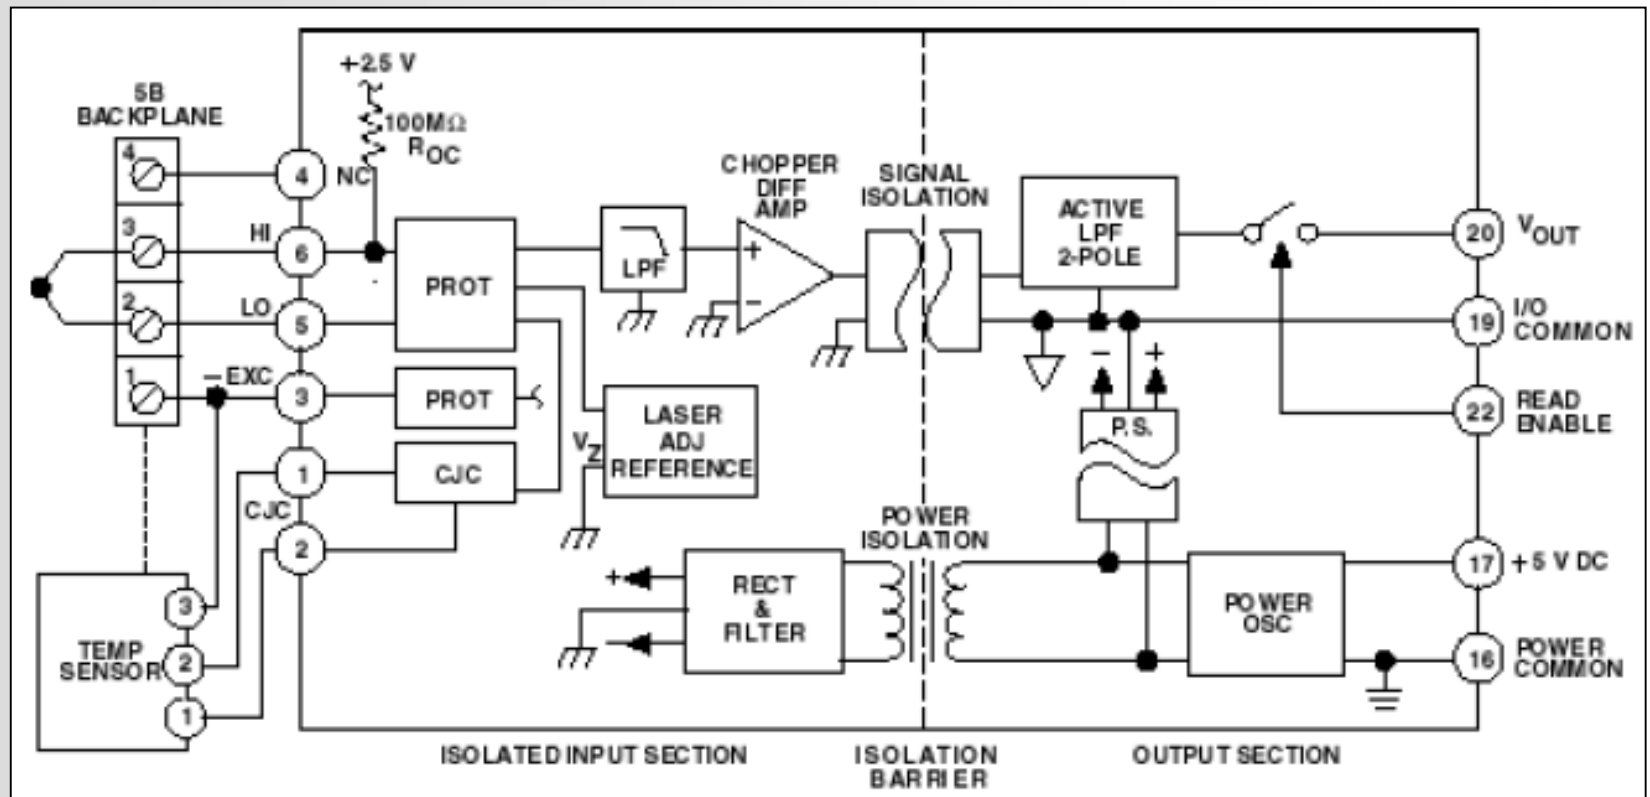 +2.5 V
5B
BACKPLANE
100MΩ
ROC
4
4
NC
CHOPPER
DIFF
AMP
SIGNAL
ISOLATION
ACTIVE
LPF
2-POLE
20
VOUT
3
HI
6
PROT
LPF
+
−
2
LO
5
19
I/O
COMMON
1
−EXC
3
PROT
LASER
ADJ
REFERENCE
VZ
− +
P.S.
22
READ
ENABLE
1
CJC
CJC
2
POWER
ISOLATION
+
RECT
&
FILTER
−
POWER
OSC
17
+5 V DC
16
POWER
COMMON
TEMP
SENSOR
3
2
1
ISOLATED INPUT SECTION
ISOLATION
BARRIER
OUTPUT SECTION